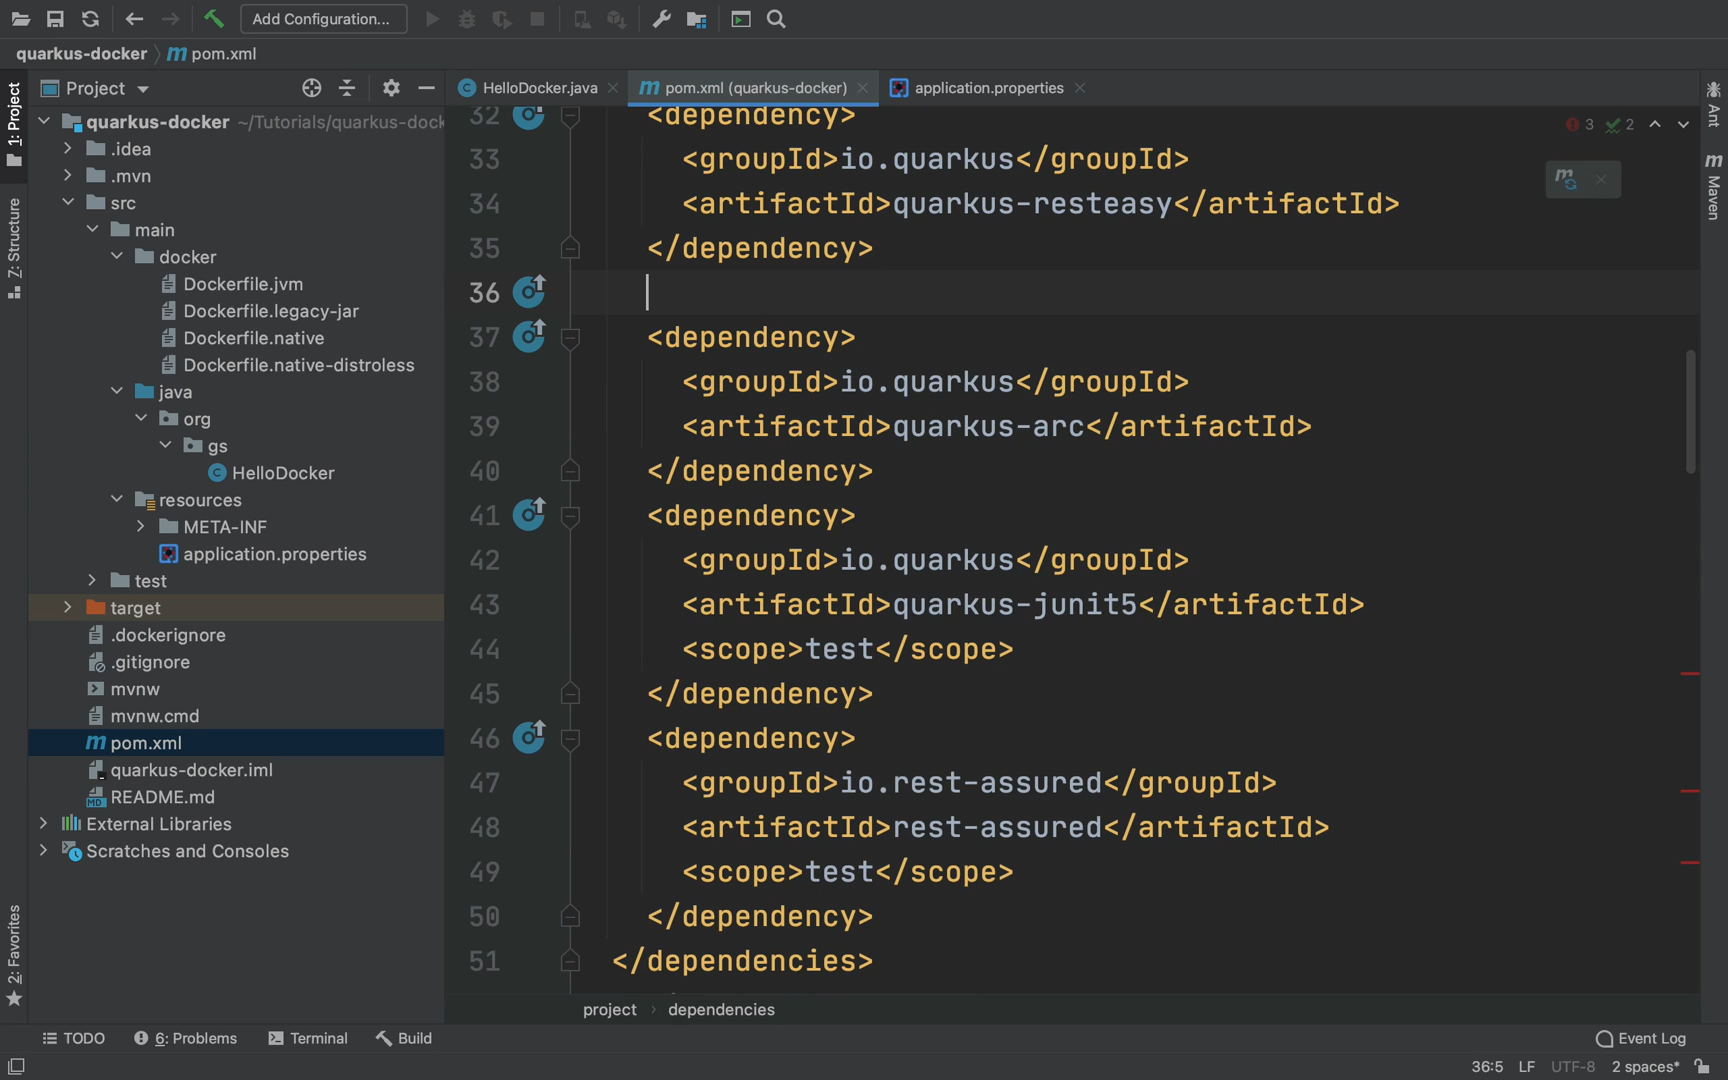 Add Configuration...
quarkus-docker
pom.xml
Project
HelloDocker.java
pom.xml (quarkus-docker)
application.properties
1: Project
7: Structure
2: Favorites
quarkus-docker ~/Tutorials/quarkus-dock
.idea
.mvn
src
main
docker
Dockerfile.jvm
Dockerfile.legacy-jar
Dockerfile.native
Dockerfile.native-distroless
java
org
gs
HelloDocker
resources
META-INF
application.properties
test
target
.dockerignore
.gitignore
mvnw
mvnw.cmd
pom.xml
quarkus-docker.iml
README.md
External Libraries
Scratches and Consoles
32 <dependency>
33 <groupId>io.quarkus</groupId>
34 <artifactId>quarkus-resteasy</artifactId>
35 </dependency>
36
37 <dependency>
38 <groupId>io.quarkus</groupId>
39 <artifactId>quarkus-arc</artifactId>
40 </dependency>
41 <dependency>
42 <groupId>io.quarkus</groupId>
43 <artifactId>quarkus-junit5</artifactId>
44 <scope>test</scope>
45 </dependency>
46 <dependency>
47 <groupId>io.rest-assured</groupId>
48 <artifactId>rest-assured</artifactId>
49 <scope>test</scope>
50 </dependency>
51 </dependencies>
3 2
Ant
Maven
project
dependencies
TODO
6: Problems
Terminal
Build
Event Log
36:5 LF UTF-8 2 spaces*